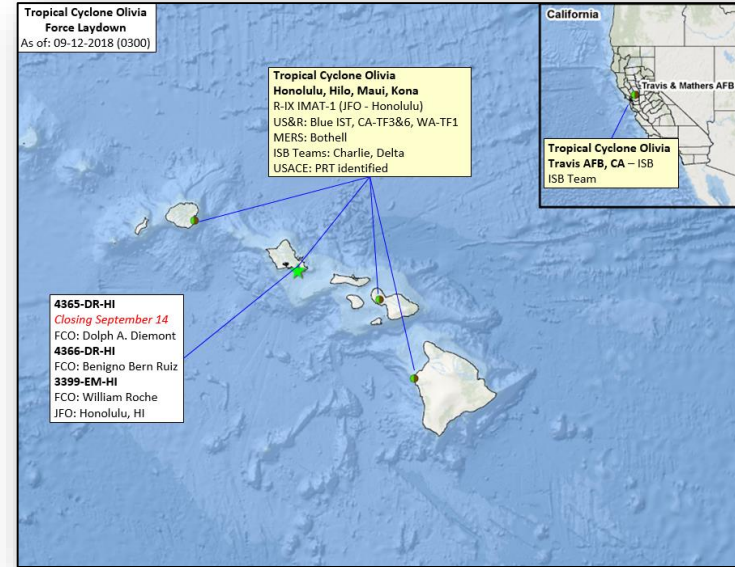 Tropical Cyclone Olivia
Force Laydown
As of: 09-12-2018 (0300)
California
Travis & Mathers AFB
Tropical Cyclone Olivia
Honolulu, Hilo, Maui, Kona
R-IX IMAT-1 (JFO - Honolulu)
US&R: Blue IST, CA-TF3&6, WA-TF1
MERS: Bothell
ISB Teams: Charlie, Delta
USACE: PRT identified
Tropical Cyclone Olivia
Travis AFB, CA – ISB
ISB Team
4365-DR-HI
Closing September 14
FCO: Dolph A. Diemont
4366-DR-HI
FCO: Benigno Bern Ruiz
3399-EM-HI
FCO: William Roche
JFO: Honolulu, HI